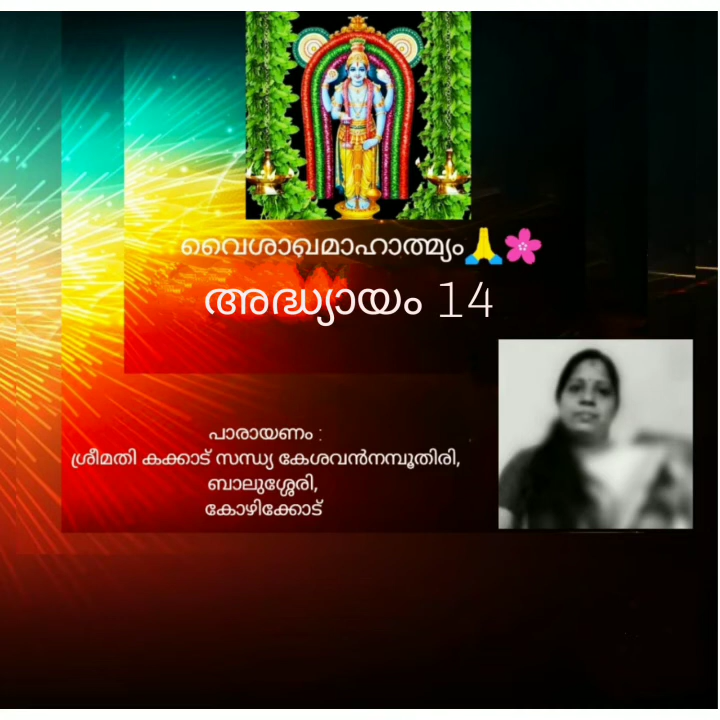 വൈശാഖമാഹാത്മ്യം🙏🌸
അദ്ധ്യായം 14
പാരായണം :
ശ്രീമതി കക്കാട് സന്ധ്യ കേശവൻനമ്പൂതിരി,
ബാലുശ്ശേരി,
കോഴിക്കോട്